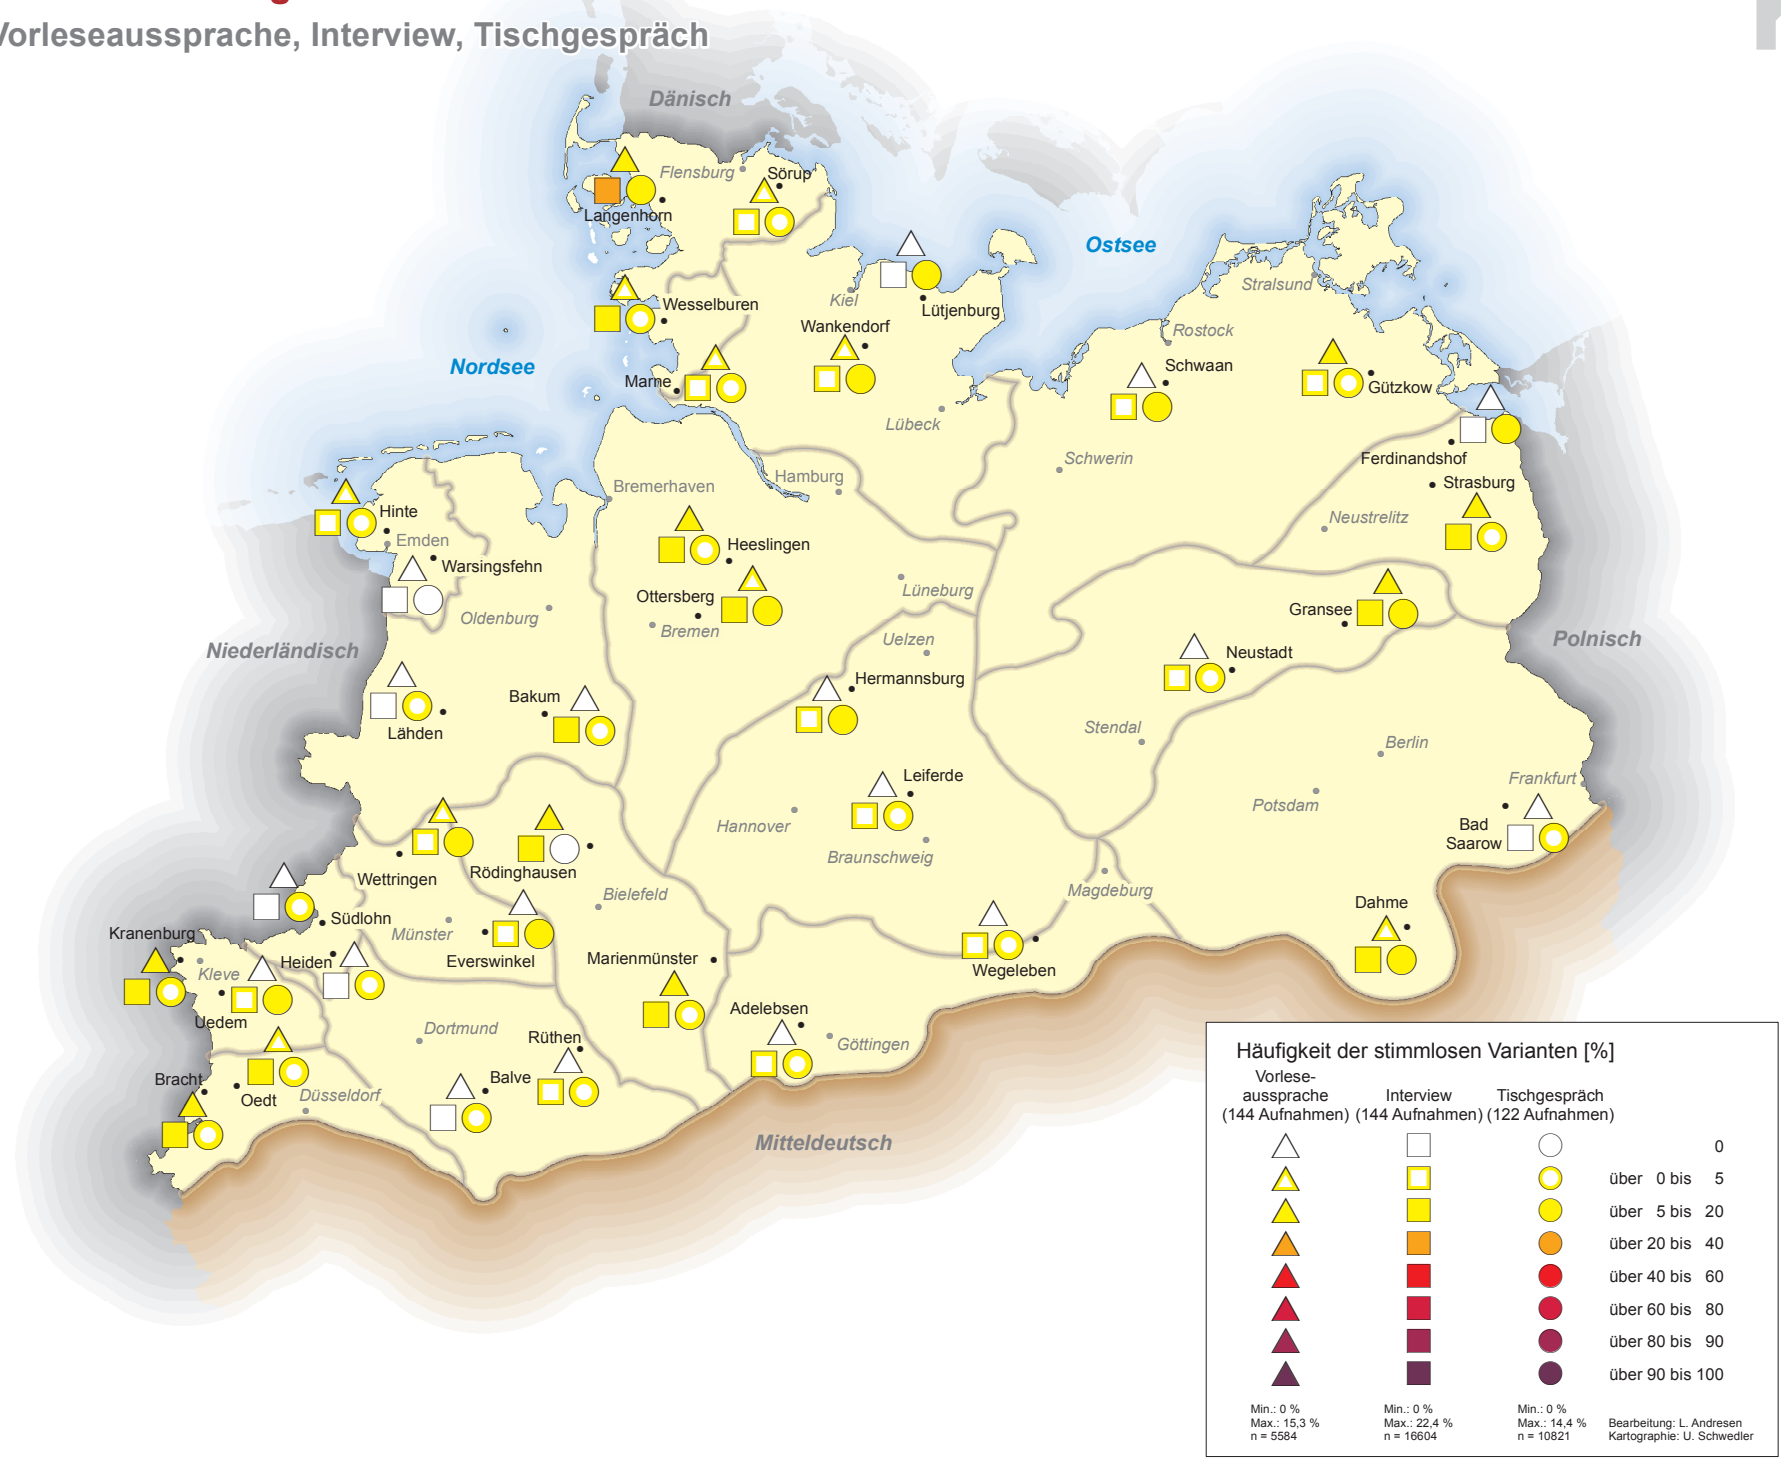 Vorleseaussprache, Interview, Tischgespräch
Dänisch
Flensburg
Sörup
Langenhorn
Ostsee
Stralsund
Kiel
Lütjenburg
Wesselburen
Wankendorf
Rostock
Nordsee
Schwaan
Marne
Gützkow
Lübeck
Schwerin
Ferdinandshof
Hamburg
Bremerhaven
Strasburg
Hinte
Neustrelitz
Emden
Heeslingen
Warsingsfehn
Lüneburg
Ottersberg
Gransee
Oldenburg
Bremen
Uelzen
Niederländisch
Polnisch
Neustadt
Hermannsburg
Bakum
Lähden
Stendal
Berlin
Leiferde
Frankfurt
Potsdam
Hannover
Bad
Saarow
Braunschweig
Wettringen
Rödinghausen
Bielefeld
Magdeburg
Dahme
Südlohn
Kranenburg
Münster
Everswinkel
Heiden
Marienmünster
Kleve
Wegeleben
Uedem
Adelebsen
Dortmund
Rüthen
Göttingen
Bracht
Balve
Oedt
Düsseldorf
Mitteldeutsch
Häufigkeit der stimmlosen Varianten [%]
Vorlese-
aussprache Interview Tischgespräch
(144 Aufnahmen) (144 Aufnahmen) (122 Aufnahmen)
0
über 0 bis 5
über 5 bis 20
über 20 bis 40
über 40 bis 60
über 60 bis 80
über 80 bis 90
über 90 bis 100
Min.: 0 % Min.: 0 % Min.: 0 %
Max.: 15,3 % Max.: 22,4 % Max.: 14,4 % Bearbeitung: L. Andresen
n = 5584 n = 16604 n = 10821 Kartographie: U. Schwedler